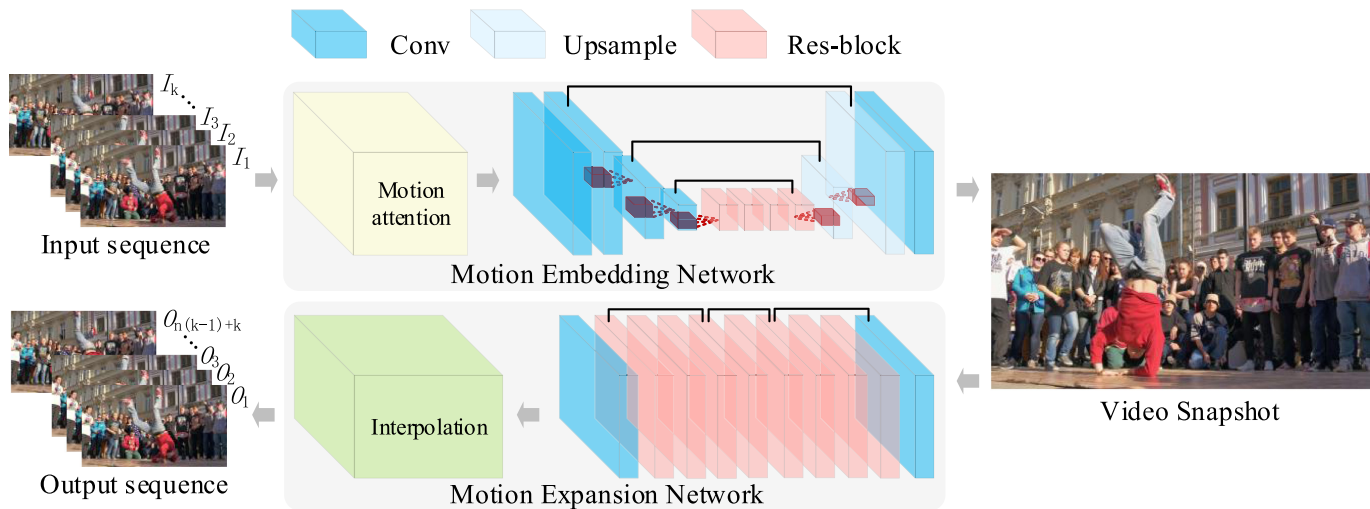 Conv
Upsample
Res-block
I_k
I_3
I_2
I_1
Motion
attention
Input sequence
Motion Embedding Network
O_n(k-1)+k
O_3
O_2
O_1
Interpolation
Video Snapshot
Output sequence
Motion Expansion Network